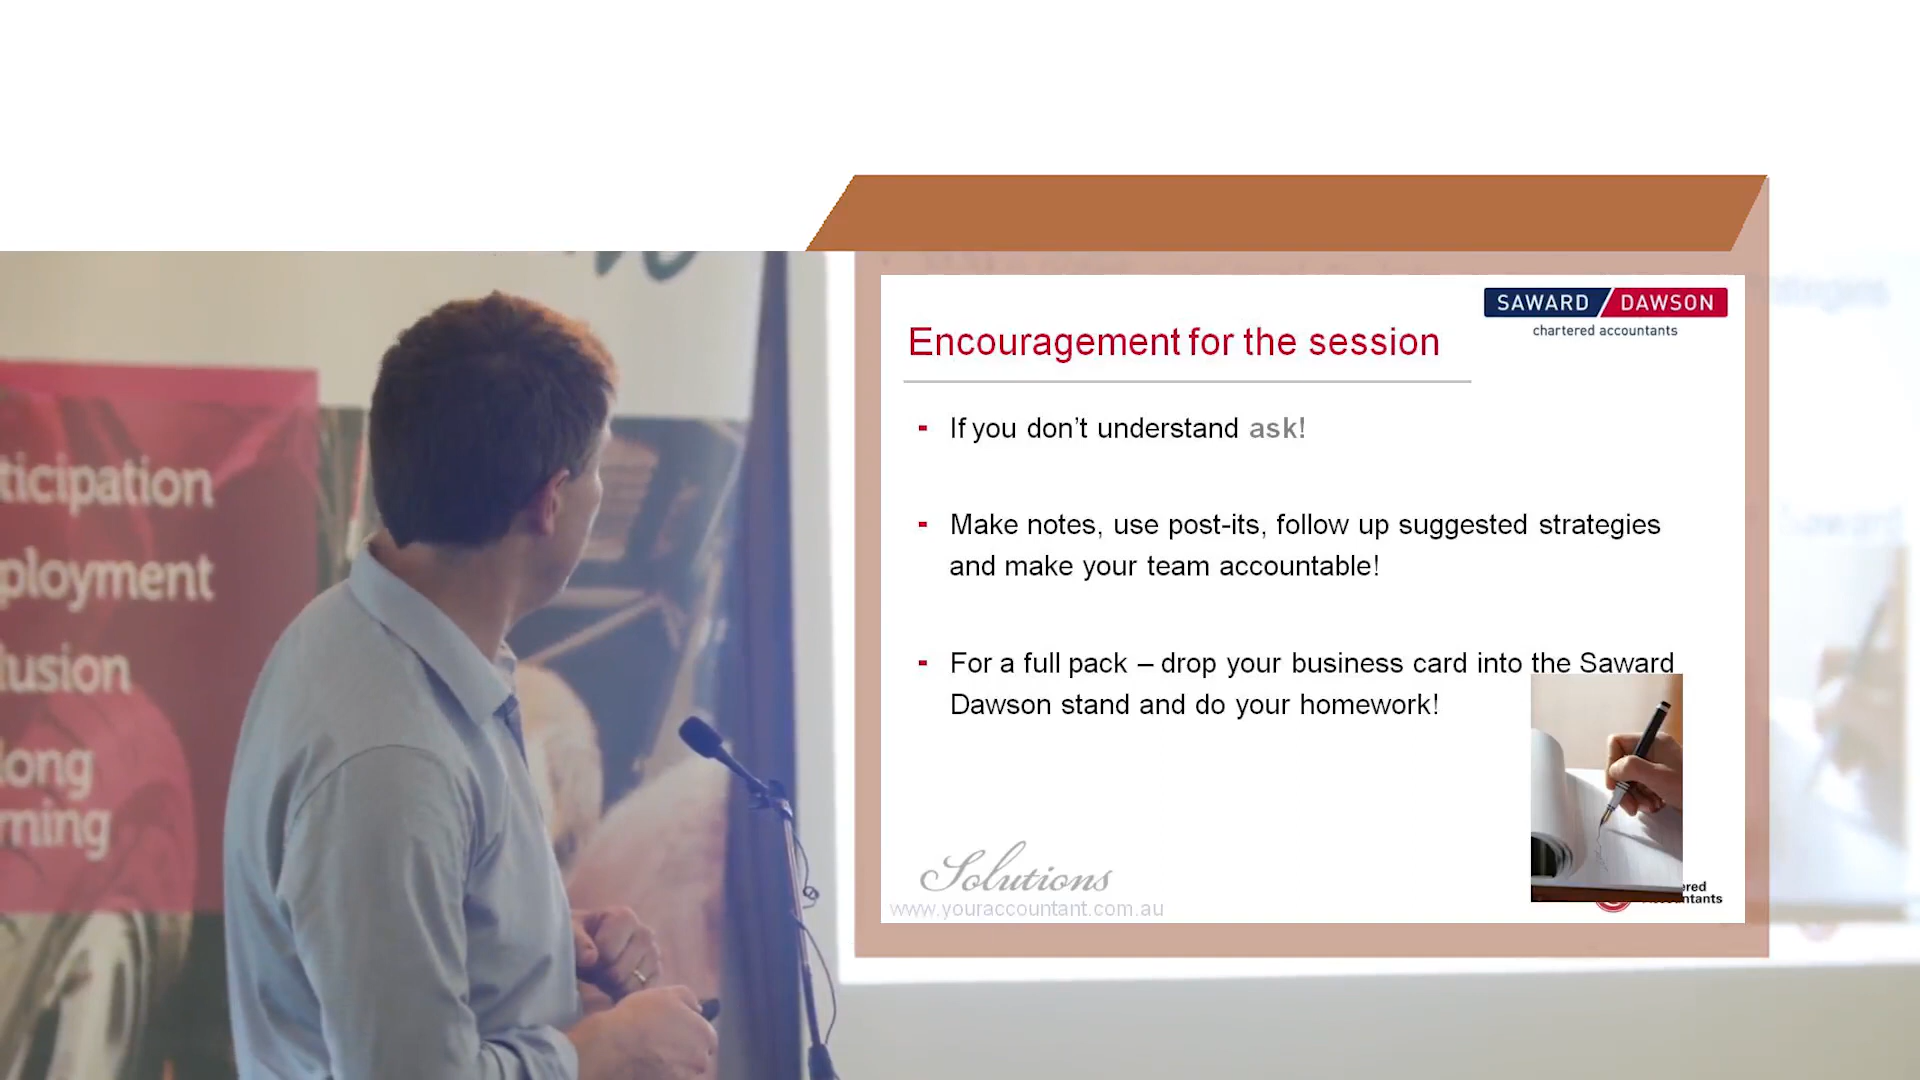 ticipation
ployment
lusion
long
rning
SAWARD DAWSON
chartered accountants
Encouragement for the session
- If you don't understand ask!
- Make notes, use post-its, follow up suggested strategies
and make your team accountable!
- For a full pack – drop your business card into the Saward
Dawson stand and do your homework!
Solutions
www.youraccountant.com.au
ered
ntants